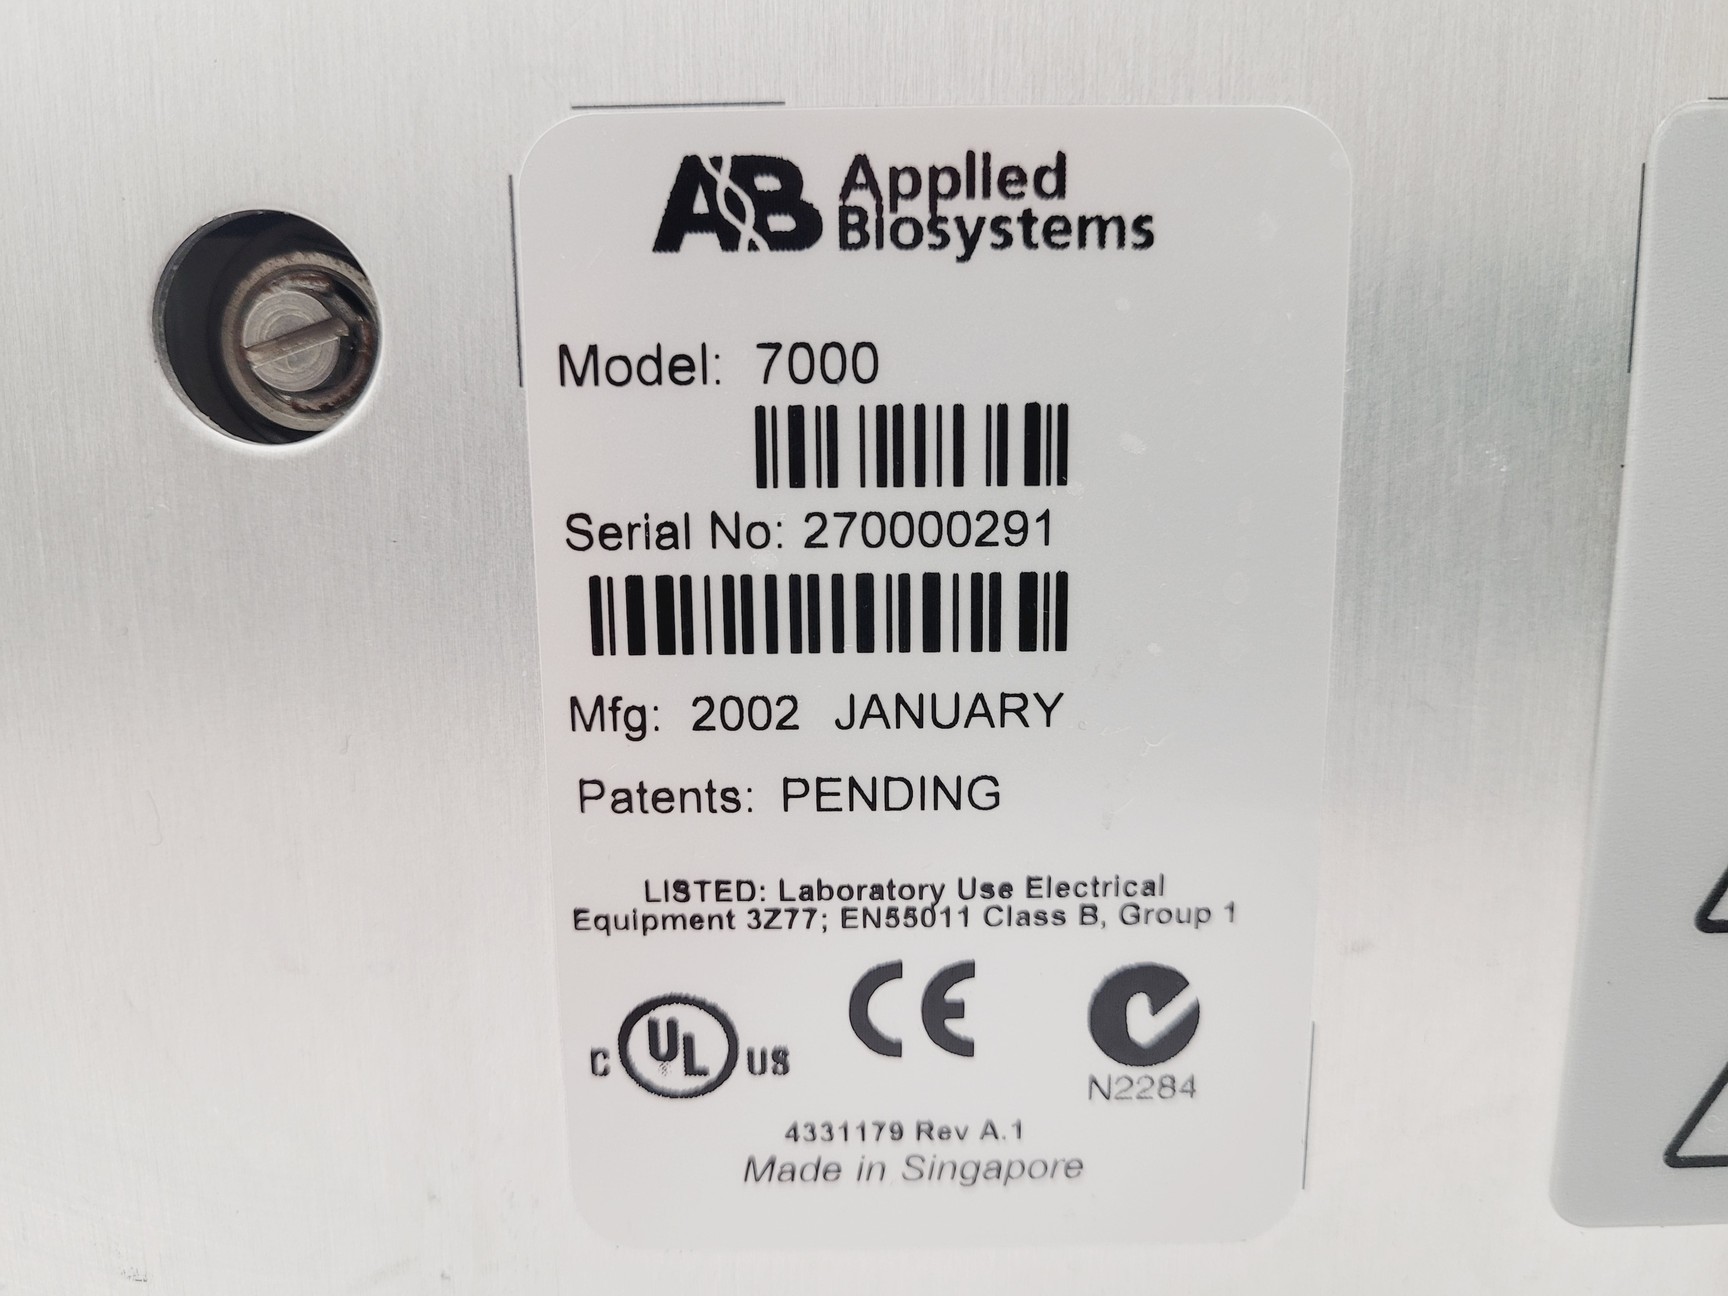 AB Applied
Biosystems
Model: 7000
Serial No: 270000291
Mfg: 2002 JANUARY
Patents: PENDING
LISTED: Laboratory Use Electrical
Equipment 3Z77; EN55011 Class B, Group 1
C UL US CE
N2284
4331179 Rev A.1
Made in Singapore